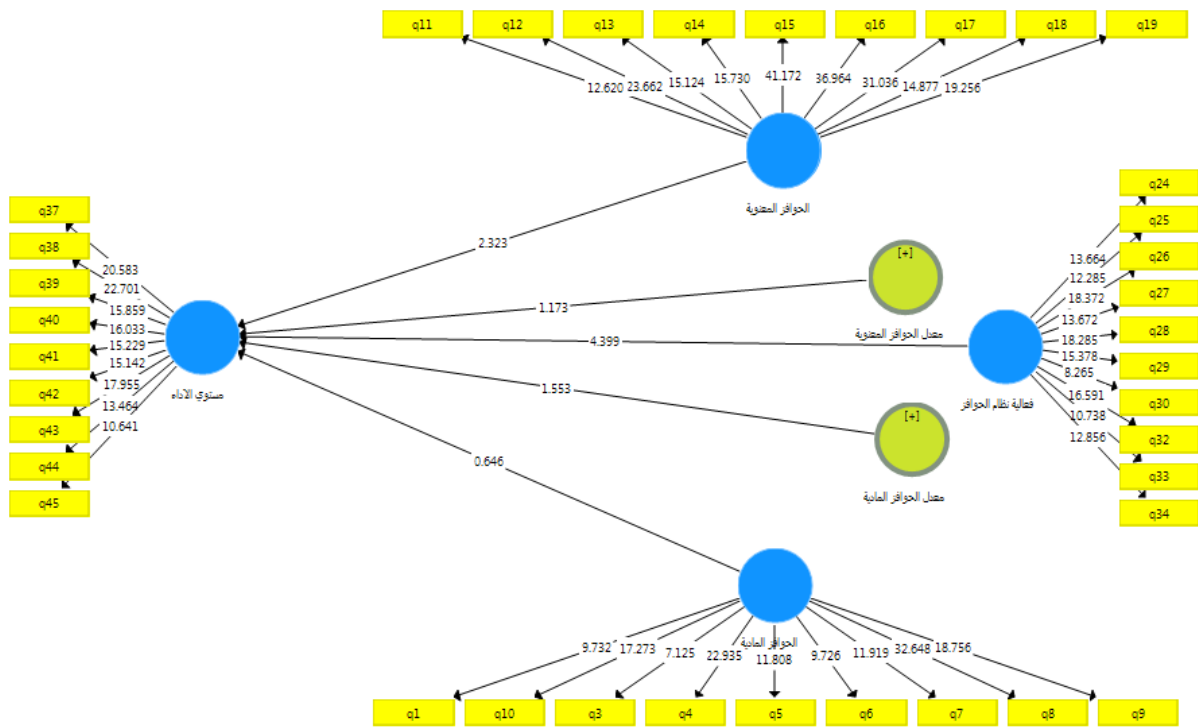 q11
q12
q13
q14
q15
q16
q17
q18
q19
12.620
23.662
15.124
15.730
41.172
36.964
31.036
14.877
19.256
الحوافز المعنوية
2.323
q37
q38
q39
q40
q41
q42
q43
q44
q45
20.583
22.701
15.859
16.033
15.229
15.142
17.955
13.464
10.641
مستوي الاداء
[+]
معدل الحوافز المعنوية
1.173
4.399
1.553
[+]
معدل الحوافز المادية
0.646
q24
q25
q26
q27
q28
q29
q30
q32
q33
q34
13.664
12.285
18.372
13.672
18.285
15.378
8.265
16.591
10.738
12.856
فعالية نظام الحوافز
الحوافز المادية
9.732
17.273
7.125
22.935
11.808
9.726
11.919
32.648
18.756
q1
q10
q3
q4
q5
q6
q7
q8
q9